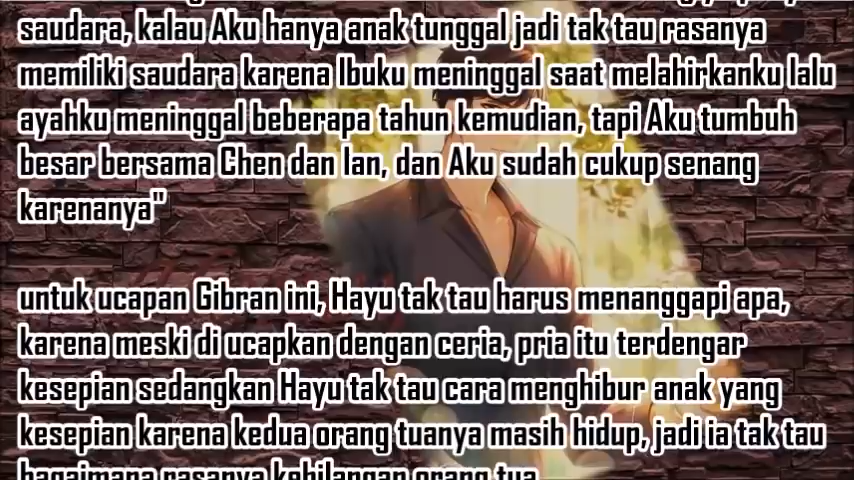 saudara, kalau Aku hanya anak tunggal jadi tak tau rasanya
memiliki saudara karena Ibuku meninggal saat melahirkanku lalu
ayahku meninggal beberapa tahun kemudian, tapi Aku tumbuh
besar bersama Chen dan Ian, dan Aku sudah cukup senang
karenanya"
untuk ucapan Gibran ini, Hayu tak tau harus menanggapi apa,
karena meski di ucapkan dengan ceria, pria itu terdengar
kesepian sedangkan Hayu tak tau cara menghibur anak yang
kesepian karena kedua orang tuanya masih hidup, jadi ia tak tau
bagaimana rasanya kehilangan orang tua